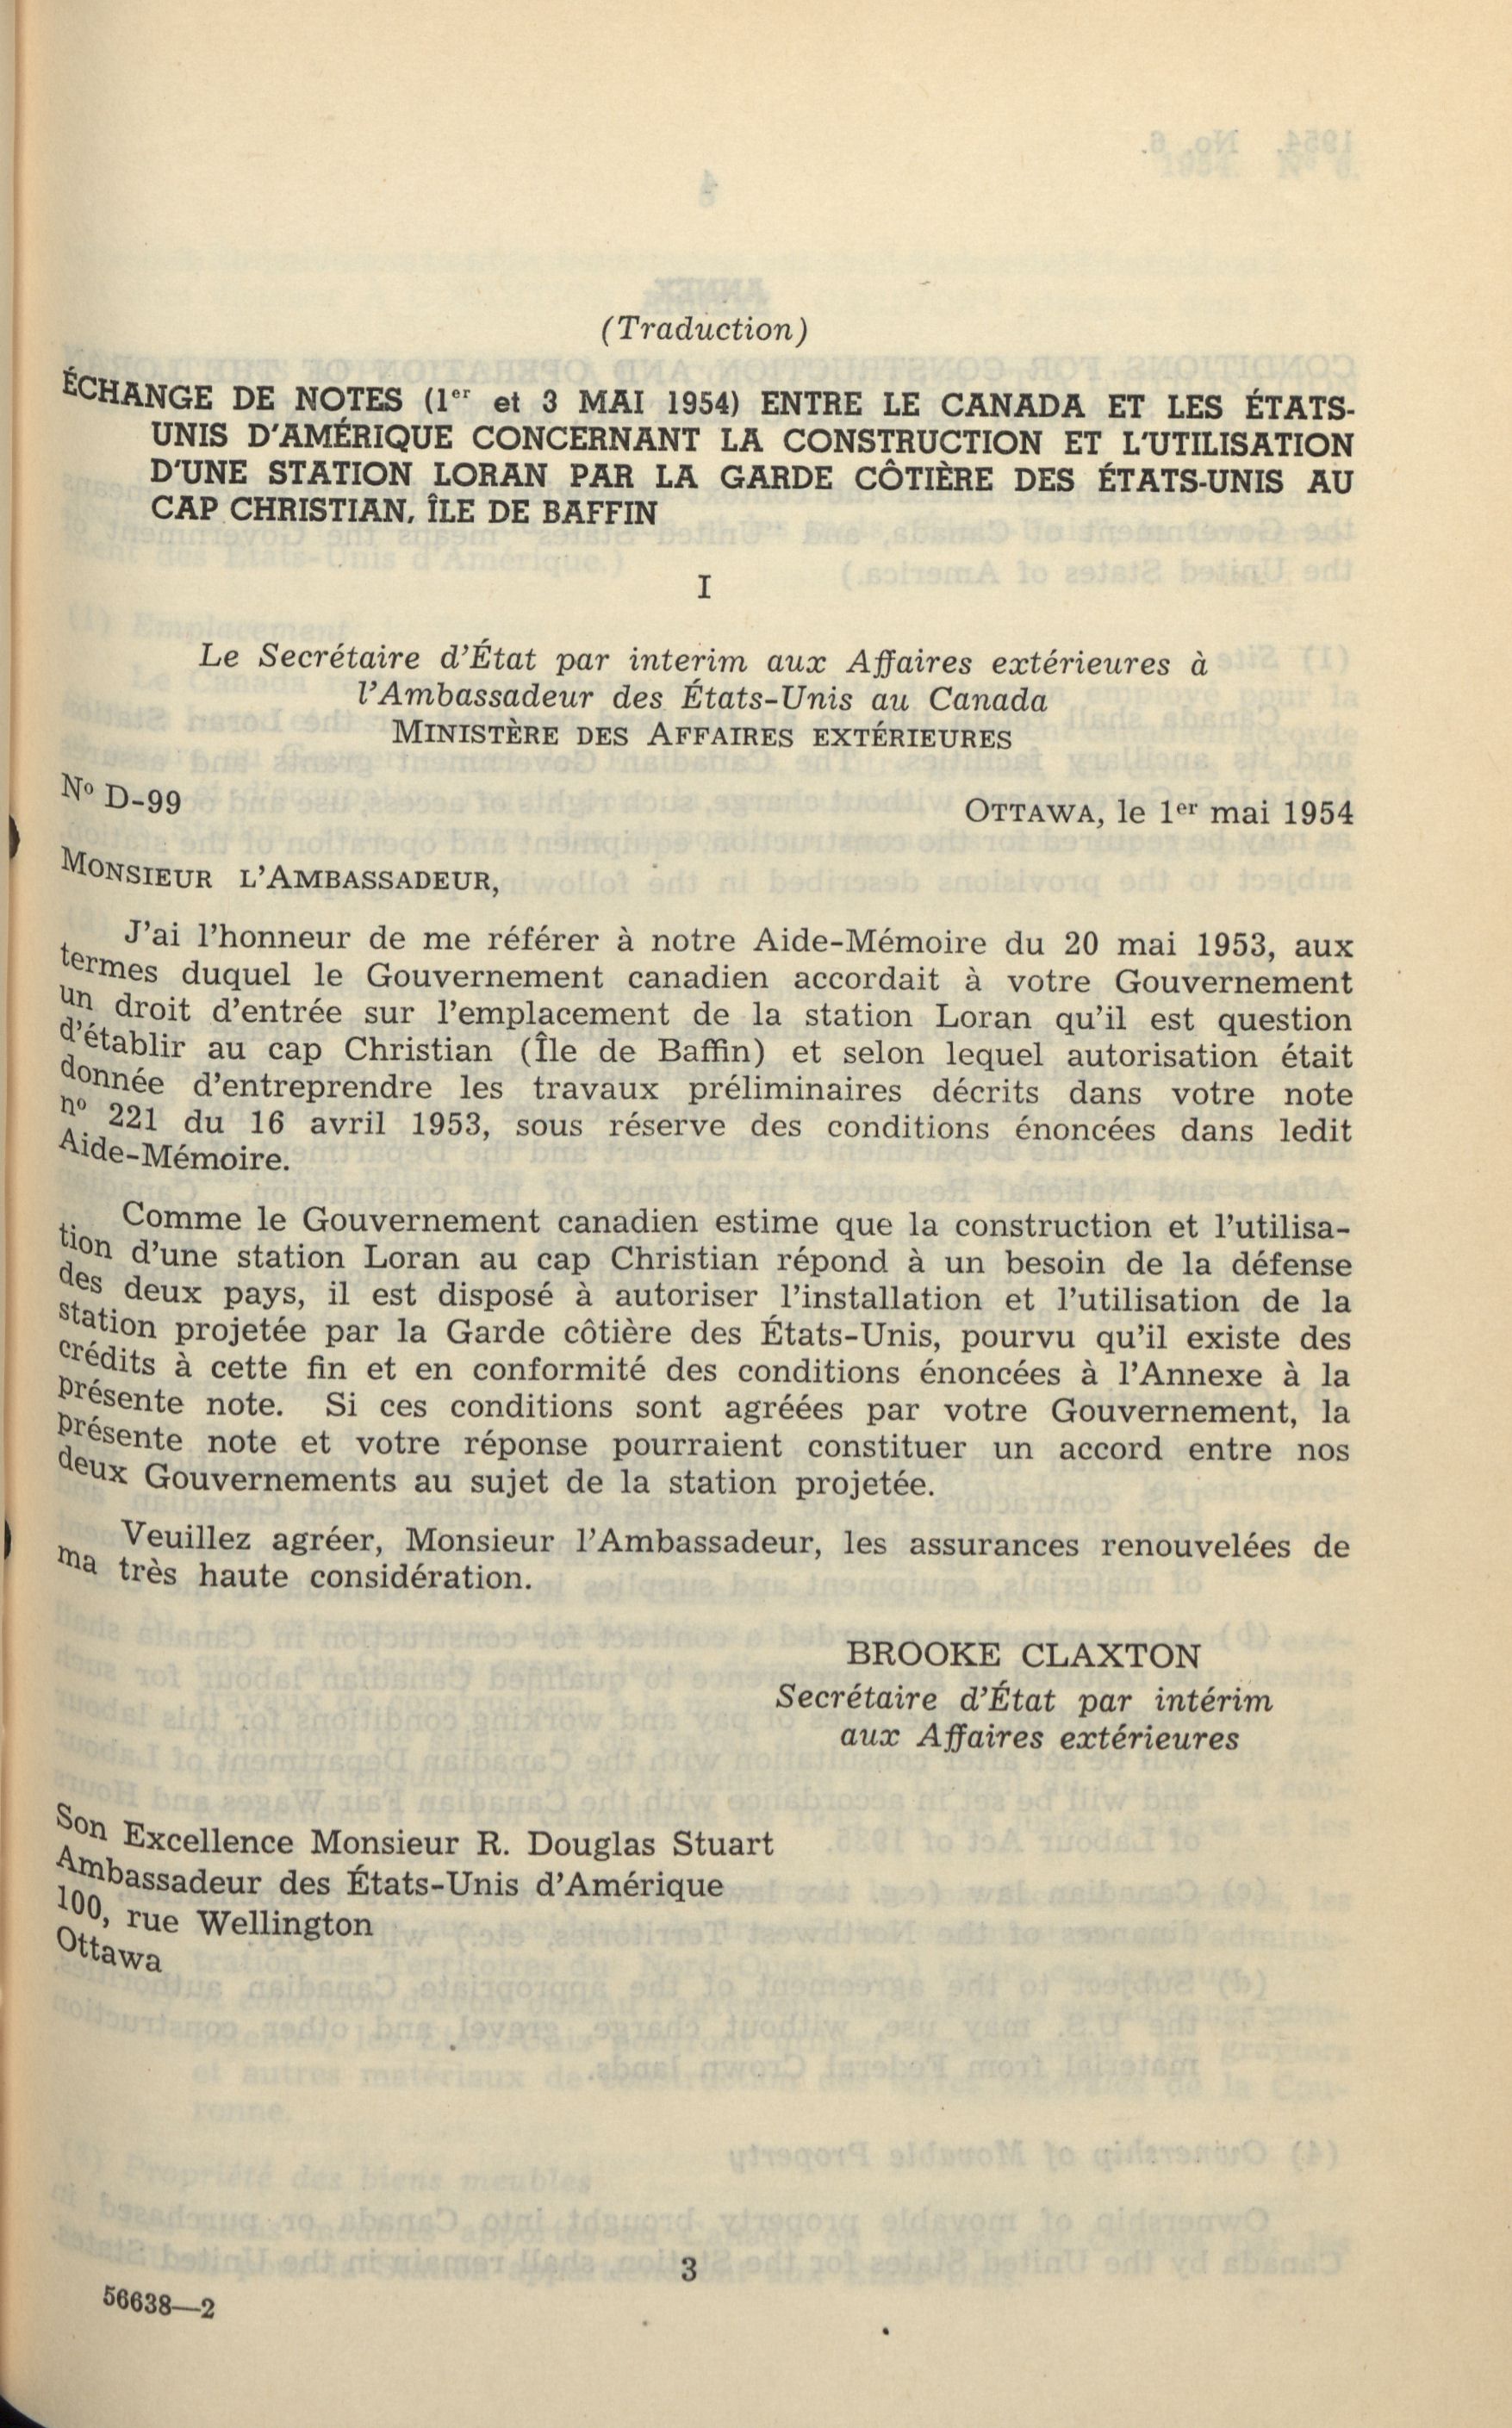 (Traduction)
ÉCHANGE DE NOTES (1er et 3 MAI 1954) ENTRE LE CANADA ET LES ÉTATS-
UNIS D'AMÉRIQUE CONCERNANT LA CONSTRUCTION ET L'UTILISATION
D'UNE STATION LORAN PAR LA GARDE CÔTIÈRE DES ÉTATS-UNIS AU
CAP CHRISTIAN, ÎLE DE BAFFIN
I
Le Secrétaire d'État par interim aux Affaires extérieures à
l'Ambassadeur des États-Unis au Canada
MINISTÈRE DES AFFAIRES EXTÉRIEURES
No D-99
OTTAWA, le 1er mai 1954
MONSIEUR L'AMBASSADEUR,
J'ai l'honneur de me référer à notre Aide-Mémoire du 20 mai 1953, aux
termes duquel le Gouvernement canadien accordait à votre Gouvernement
un droit d'entrée sur l'emplacement de la station Loran qu'il est question
d'établir au cap Christian (Île de Baffin) et selon lequel autorisation était
donnée d'entreprendre les travaux préliminaires décrits dans votre note
no 221 du 16 avril 1953, sous réserve des conditions énoncées dans ledit
Aide-Mémoire.
Comme le Gouvernement canadien estime que la construction et l'utilisa-
tion d'une station Loran au cap Christian répond à un besoin de la défense
des deux pays, il est disposé à autoriser l'installation et l'utilisation de la
station projetée par la Garde côtière des États-Unis, pourvu qu'il existe des
crédits à cette fin et en conformité des conditions énoncées à l'Annexe à la
présente note. Si ces conditions sont agréées par votre Gouvernement, la
présente note et votre réponse pourraient constituer un accord entre nos
deux Gouvernements au sujet de la station projetée.
Veuillez agréer, Monsieur l'Ambassadeur, les assurances renouvelées de
ma très haute considération.
BROOKE CLAXTON
Secrétaire d'État par intérim
aux Affaires extérieures
Son Excellence Monsieur R. Douglas Stuart
Ambassadeur des États-Unis d'Amérique
100, rue Wellington
Ottawa
3
56638—2